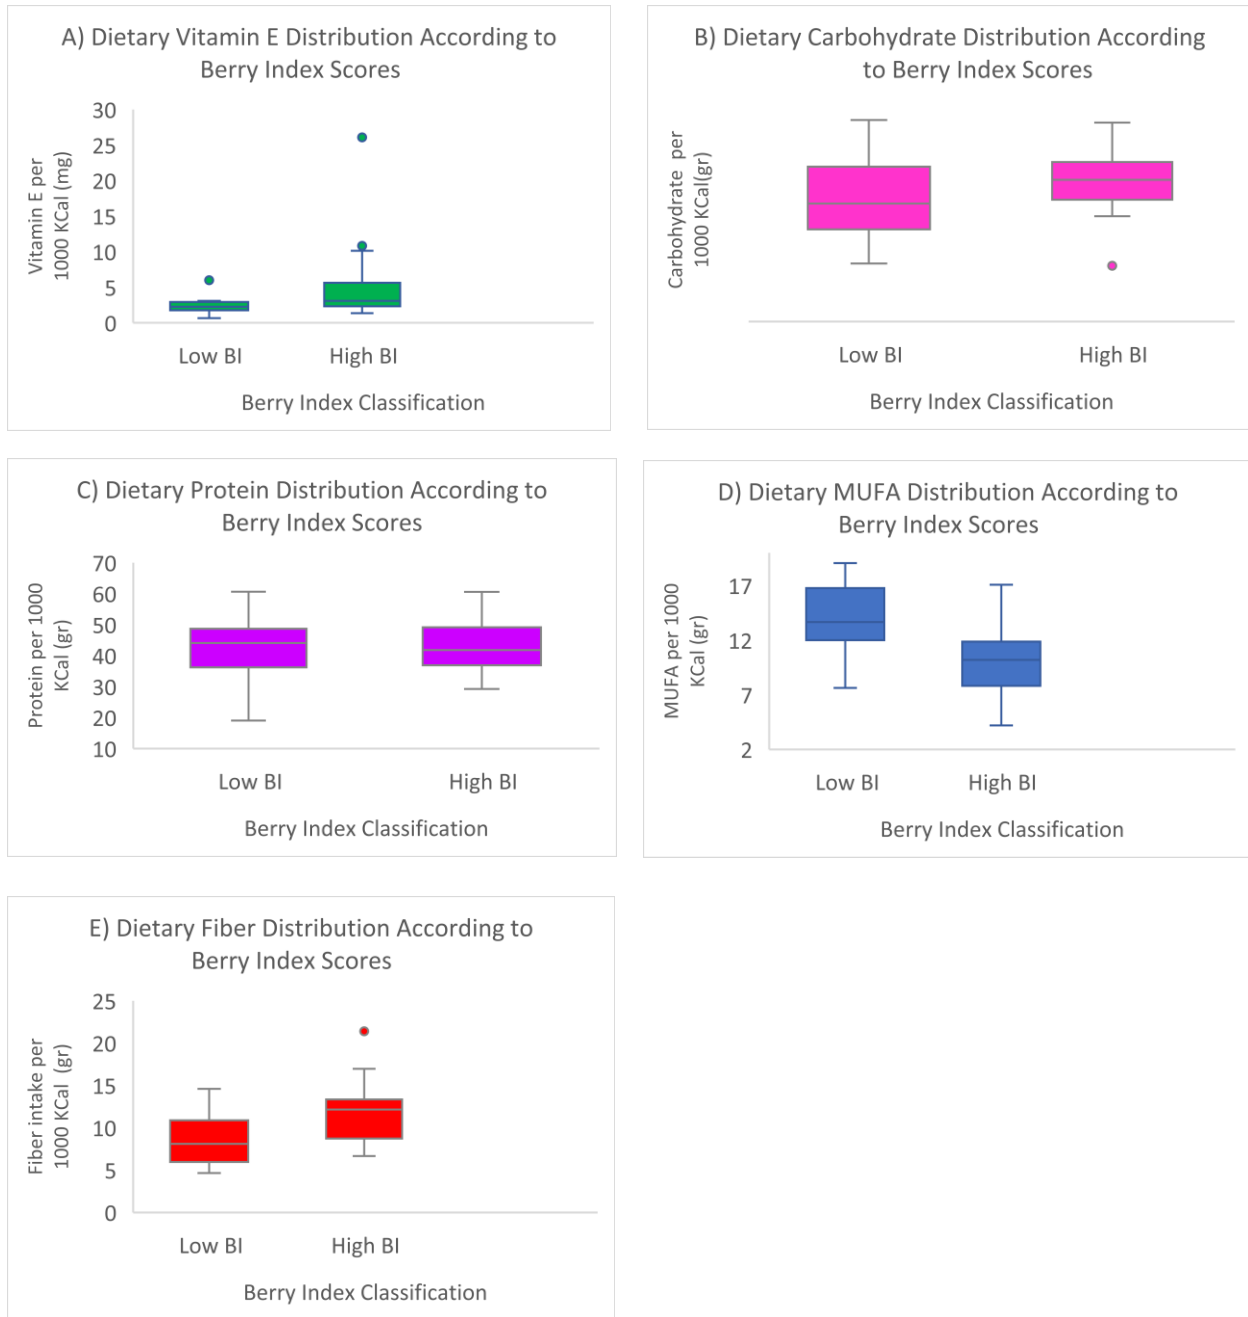 A) Dietary Vitamin E Distribution According to
Berry Index Scores
30
25
20
15
10
5
0
Vitamin E per
1000 KCal (mg)
Low BI
High BI
Berry Index Classification
B) Dietary Carbohydrate Distribution According
to Berry Index Scores
Carbohydrate per
1000 KCal(gr)
Low BI
High BI
Berry Index Classification
C) Dietary Protein Distribution According to
Berry Index Scores
70
60
50
40
30
20
10
Protein per 1000
KCal (gr)
Low BI
High BI
Berry Index Classification
D) Dietary MUFA Distribution According to
Berry Index Scores
17
12
7
2
MUFA per 1000
KCal (gr)
Low BI
High BI
Berry Index Classification
E) Dietary Fiber Distribution According to
Berry Index Scores
25
20
15
10
5
0
Fiber intake per
1000 KCal (gr)
Low BI
High BI
Berry Index Classification